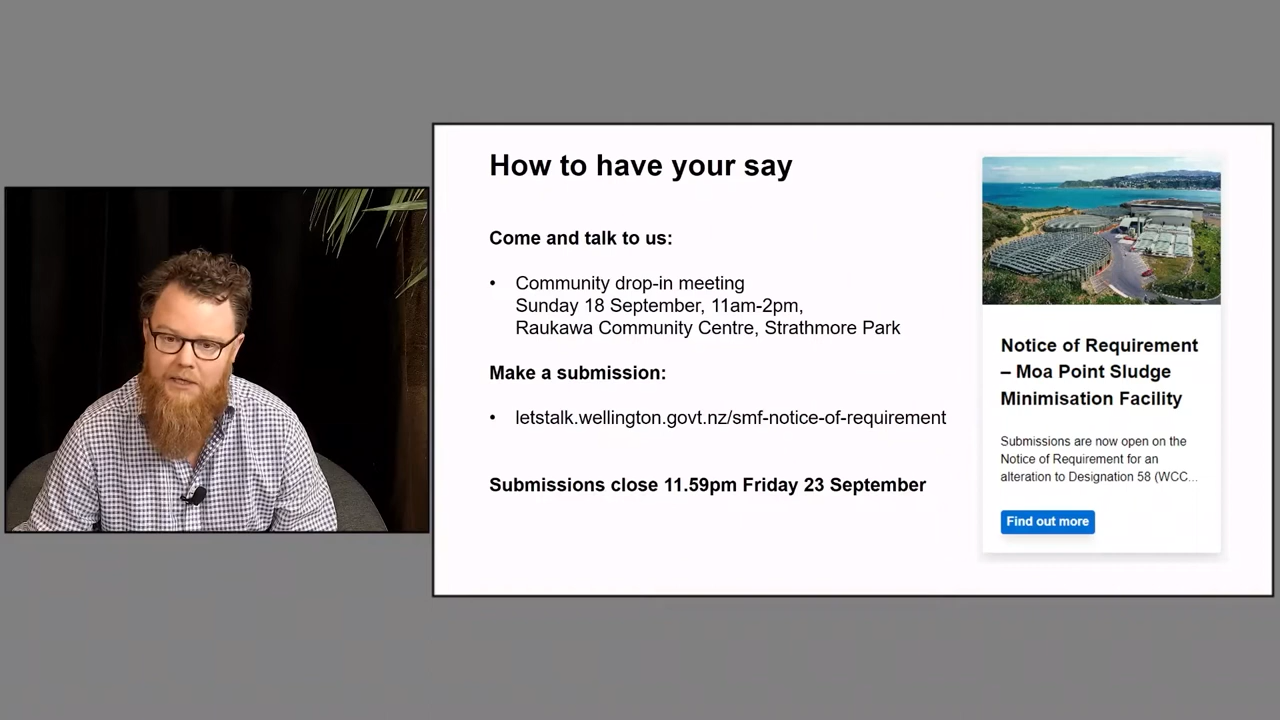 How to have your say
Come and talk to us:
• Community drop-in meeting
Sunday 18 September, 11am-2pm,
Raukawa Community Centre, Strathmore Park
Make a submission:
• letstalk.wellington.govt.nz/smf-notice-of-requirement
Submissions close 11.59pm Friday 23 September
Notice of Requirement
– Moa Point Sludge
Minimisation Facility
Submissions are now open on the
Notice of Requirement for an
alteration to Designation 58 (WCC...
Find out more